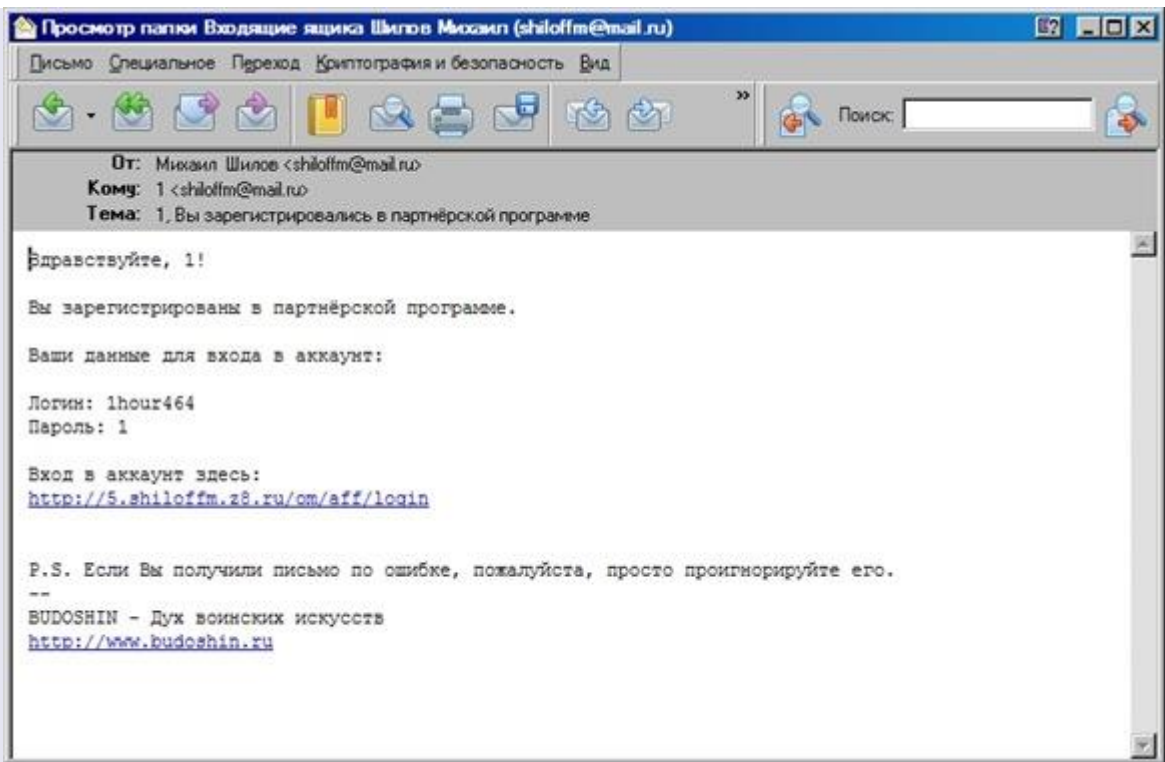 Просмотр папки Входящие ящика Шилов Михаил (shiloffm@mail.ru)
Письмо Специальное Переход Криптография и безопасность Вид
» Поиск:
От: Михаил Шилов <shiloffm@mail.ru>
Кому: 1 <shiloffm@mail.ru>
Тема: 1, Вы зарегистрировались в партнёрской программе
Здравствуйте, 1!
Вы зарегистрированы в партнёрской программе.
Ваши данные для входа в аккаунт:
Логин: 1hour464
Пароль: 1
Вход в аккаунт здесь:
http://5.shiloffm.z8.ru/om/aff/login
P.S. Если Вы получили письмо по ошибке, пожалуйста, просто проигнорируйте его.
--
BUDOSHIN - Дух воинских искусств
http://www.budoshin.ru